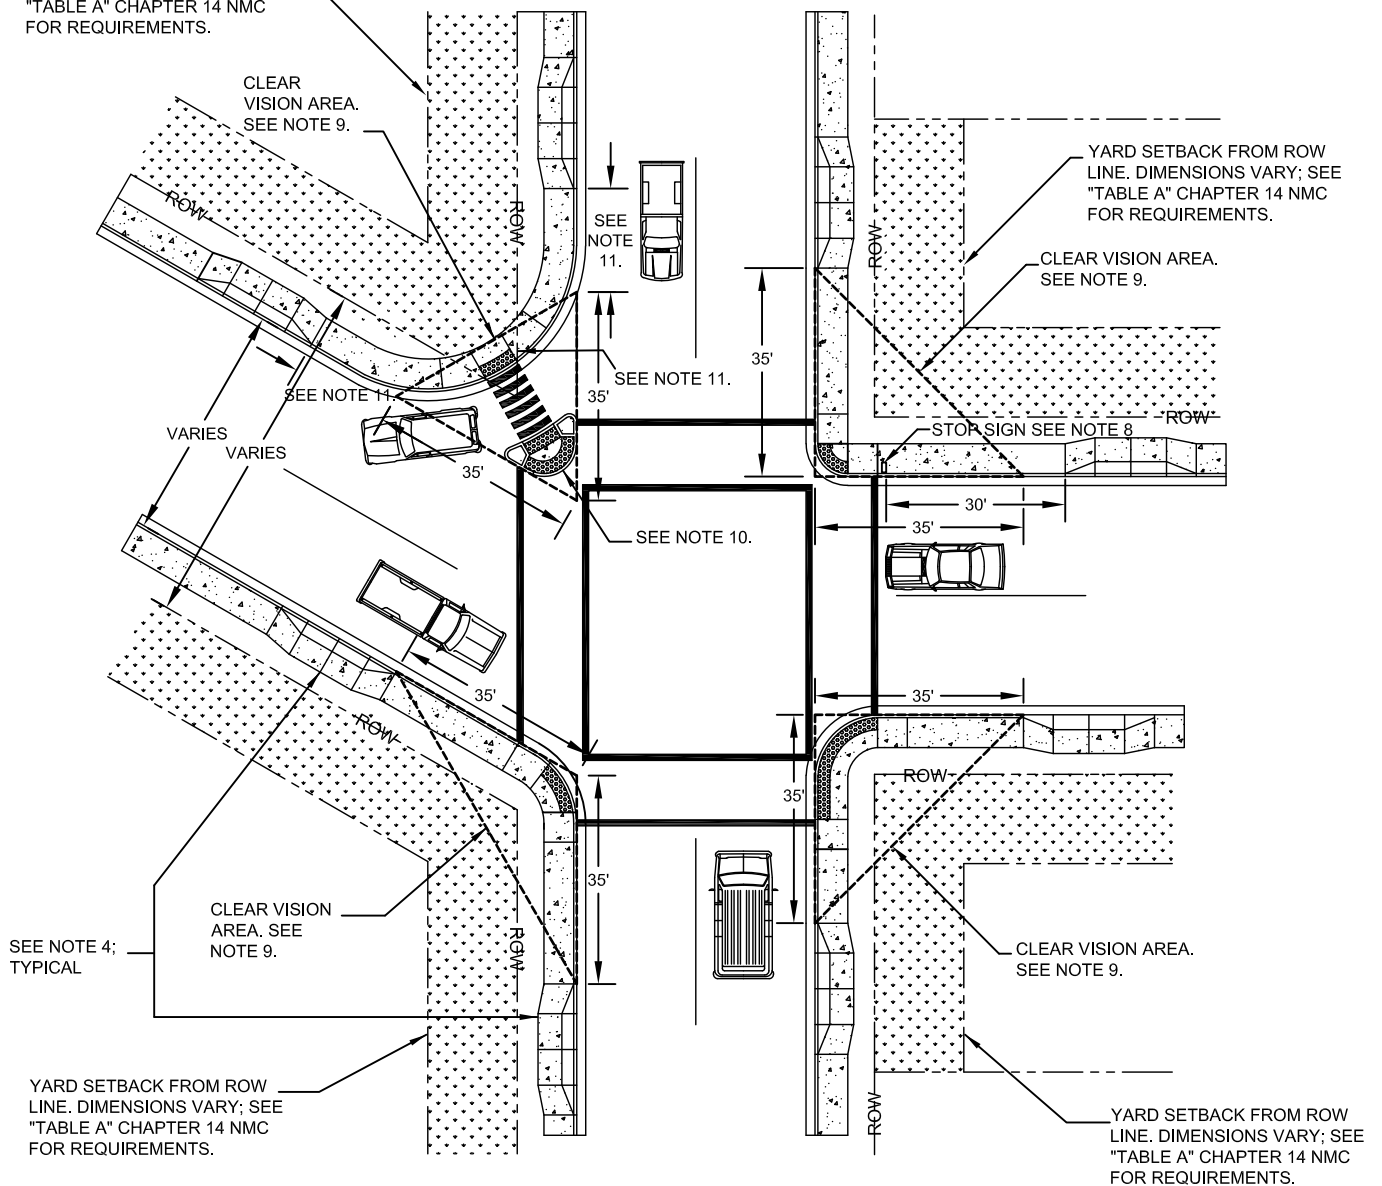 "TABLE A" CHAPTER 14 NMC
FOR REQUIREMENTS.
CLEAR
VISION AREA.
SEE NOTE 9.
YARD SETBACK FROM ROW
LINE. DIMENSIONS VARY; SEE
"TABLE A" CHAPTER 14 NMC
FOR REQUIREMENTS.
ROW
ROW
SEE
NOTE
11.
ROW
CLEAR VISION AREA.
SEE NOTE 9.
35'
SEE NOTE 11.
SEE NOTE 11.
35'
ROW
STOP SIGN SEE NOTE 8
VARIES
VARIES
35'
30'
35'
SEE NOTE 10.
35'
35'
ROW
ROW
35'
35'
CLEAR VISION
AREA. SEE
NOTE 9.
ROW
SEE NOTE 4;
TYPICAL
CLEAR VISION AREA.
SEE NOTE 9.
YARD SETBACK FROM ROW
LINE. DIMENSIONS VARY; SEE
"TABLE A" CHAPTER 14 NMC
FOR REQUIREMENTS.
ROW
YARD SETBACK FROM ROW
LINE. DIMENSIONS VARY; SEE
"TABLE A" CHAPTER 14 NMC
FOR REQUIREMENTS.